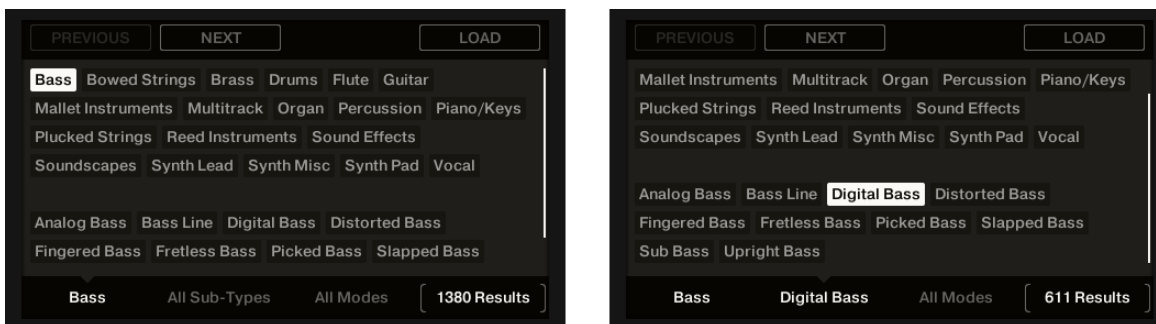 PREVIOUS NEXT LOAD
Bass Bowed Strings Brass Drums Flute Guitar
Mallet Instruments Multitrack Organ Percussion Piano/Keys
Plucked Strings Reed Instruments Sound Effects
Soundscapes Synth Lead Synth Misc Synth Pad Vocal
Analog Bass Bass Line Digital Bass Distorted Bass
Fingered Bass Fretless Bass Picked Bass Slapped Bass
Bass All Sub-Types All Modes 1380 Results
PREVIOUS NEXT LOAD
Mallet Instruments Multitrack Organ Percussion Piano/Keys
Plucked Strings Reed Instruments Sound Effects
Soundscapes Synth Lead Synth Misc Synth Pad Vocal
Analog Bass Bass Line Digital Bass Distorted Bass
Fingered Bass Fretless Bass Picked Bass Slapped Bass
Sub Bass Upright Bass
Bass Digital Bass All Modes 611 Results